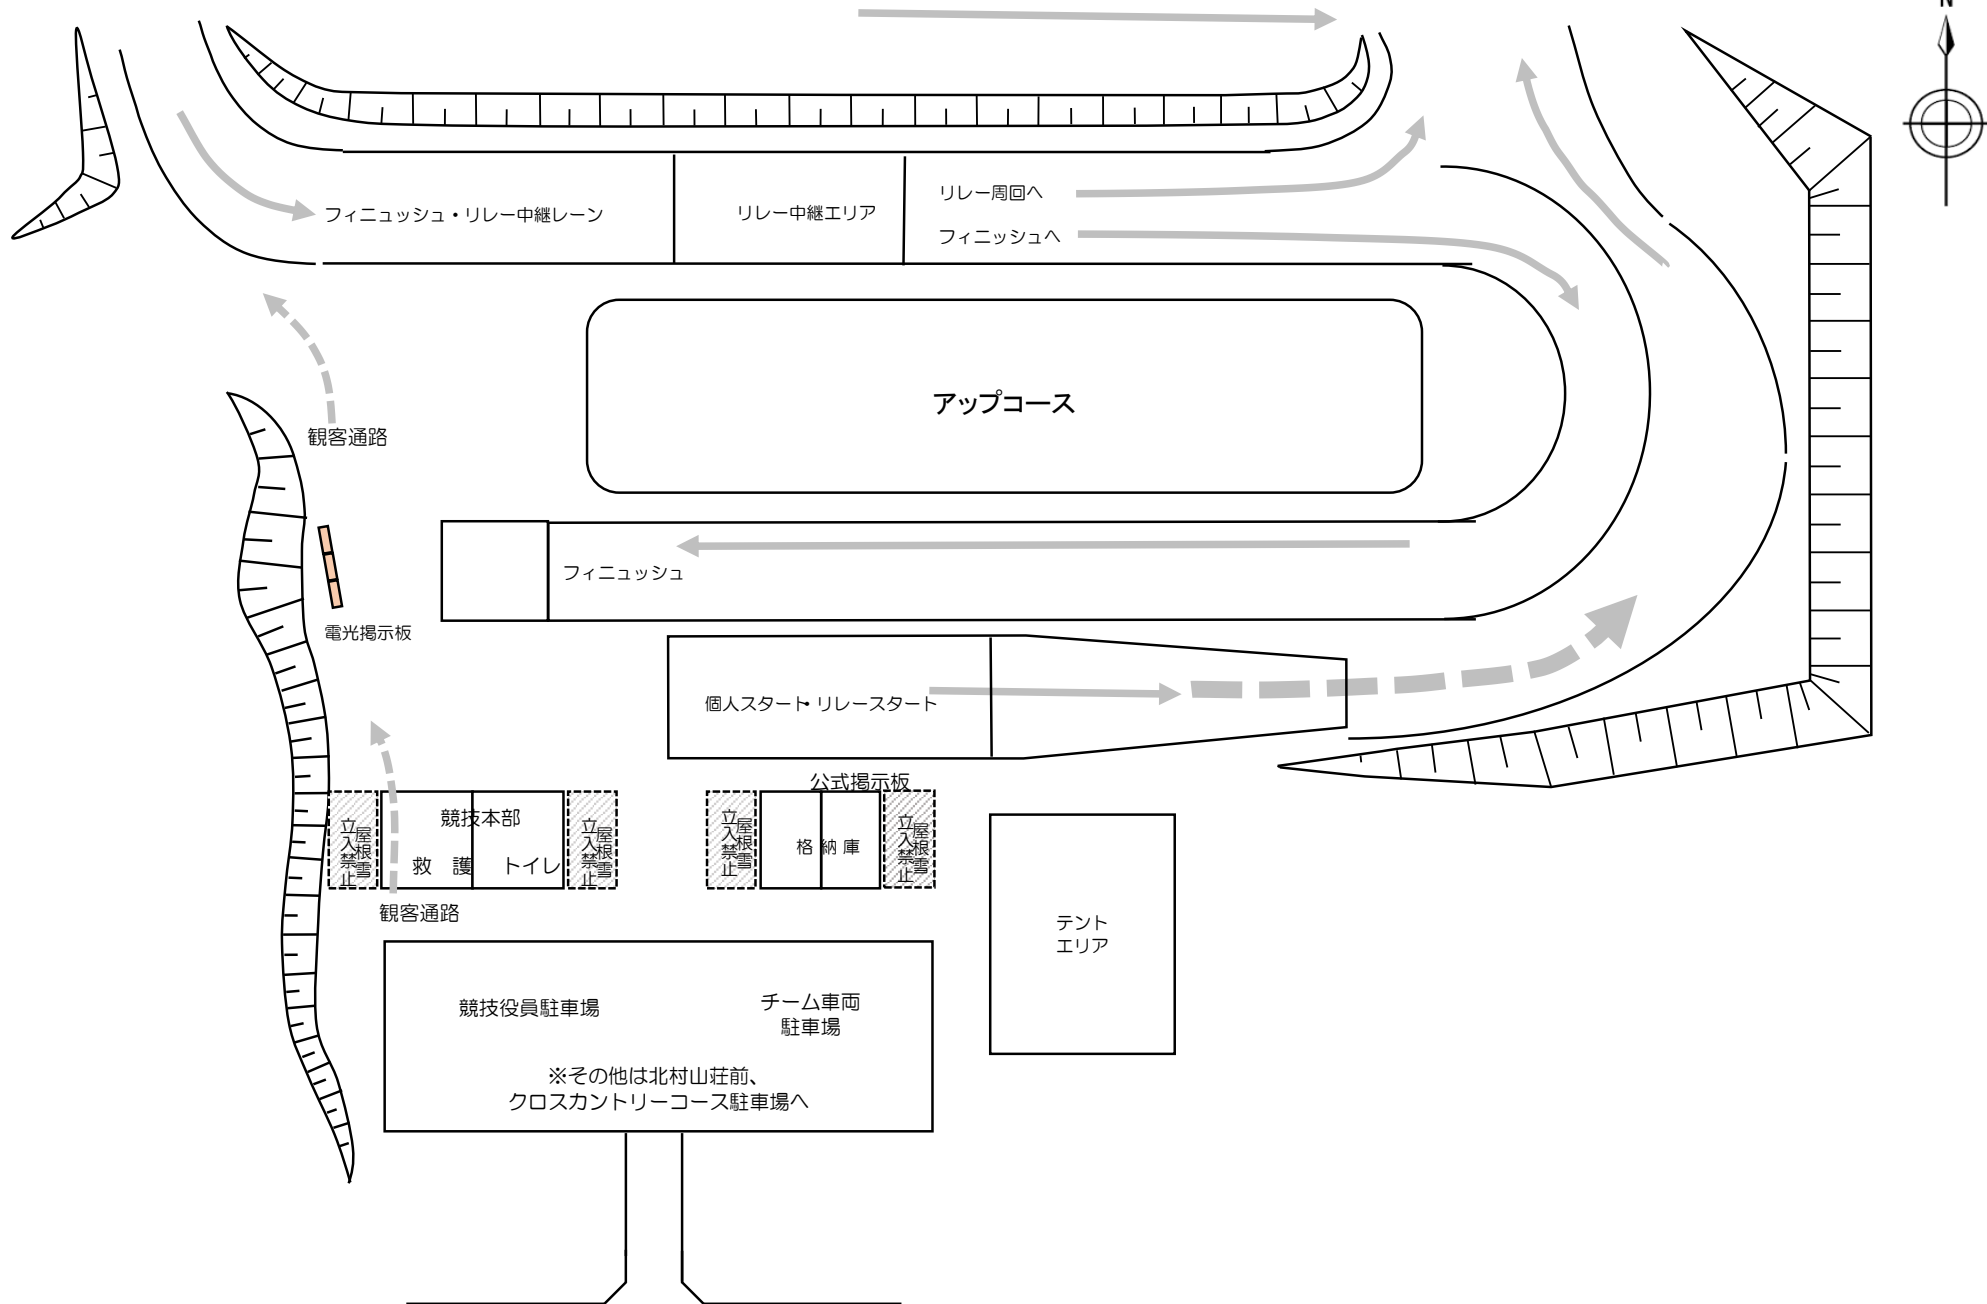 N
リレー周回へ
フィニュッシュ・リレー中継レーン
リレー中継エリア
フィニッシュへ
アップコース
観客通路
フィニュッシュ
電光掲示板
個人スタート・リレースタート
公式掲示板
競技本部
救 護
トイレ
屋根雪
立入禁止
屋根雪
立入禁止
屋根雪
立入禁止
格 納 庫
屋根雪
立入禁止
観客通路
テント
エリア
競技役員駐車場
チーム車両
駐車場
※その他は北村山荘前、
クロスカントリーコース駐車場へ